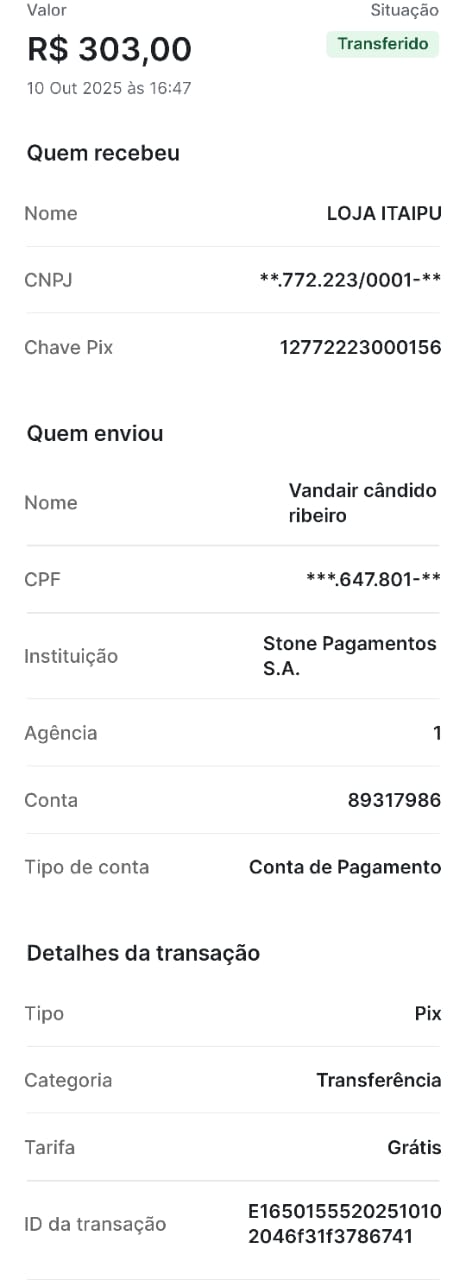 Valor Situação
R$ 303,00 Transferido
10 Out 2025 às 16:47
Quem recebeu
Nome LOJA ITAIPU
CNPJ **.772.223/0001-**
Chave Pix 12772223000156
Quem enviou
Nome Vandair cândido
ribeiro
CPF ***.647.801-**
Instituição Stone Pagamentos
S.A.
Agência 1
Conta 89317986
Tipo de conta Conta de Pagamento
Detalhes da transação
Tipo Pix
Categoria Transferência
Tarifa Grátis
ID da transação E1650155520251010
2046f31f3786741